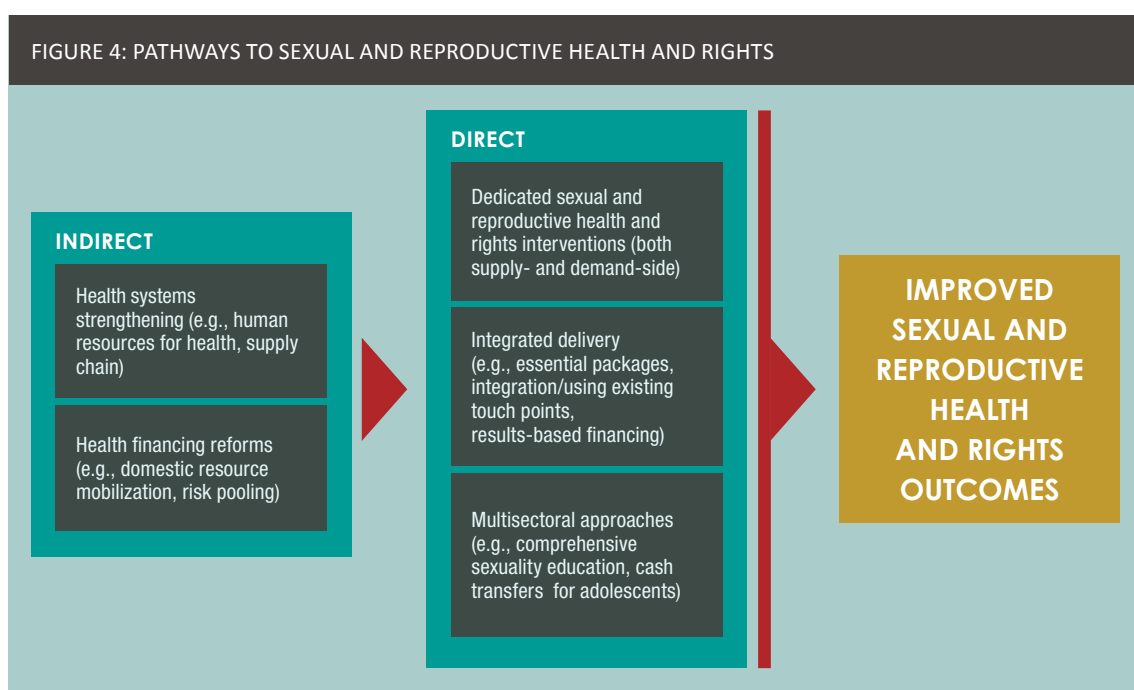 FIGURE 4: PATHWAYS TO SEXUAL AND REPRODUCTIVE HEALTH AND RIGHTS
INDIRECT
Health systems
strengthening (e.g., human
resources for health, supply
chain)
Health financing reforms
(e.g., domestic resource
mobilization, risk pooling)
DIRECT
Dedicated sexual and
reproductive health and
rights interventions (both
supply- and demand-side)
Integrated delivery
(e.g., essential packages,
integration/using existing
touch points,
results-based financing)
Multisectoral approaches
(e.g., comprehensive
sexuality education, cash
transfers for adolescents)
IMPROVED
SEXUAL AND
REPRODUCTIVE
HEALTH
AND RIGHTS
OUTCOMES